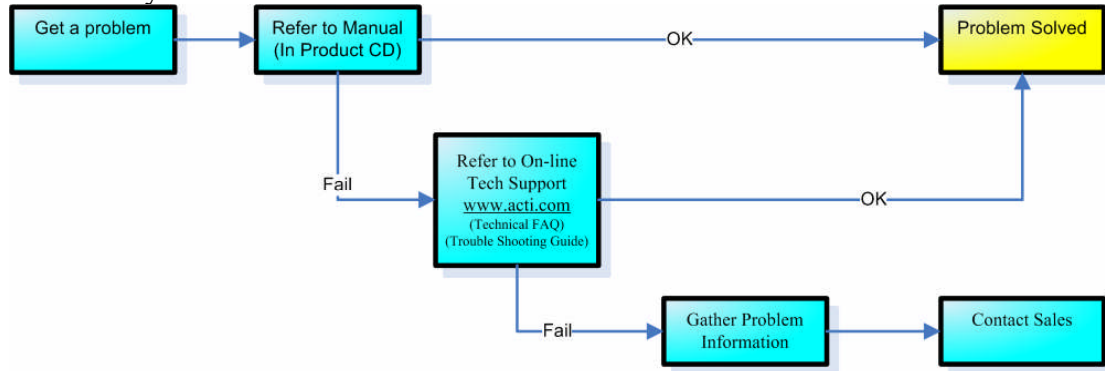 Get a problem
Refer to Manual
(In Product CD)
OK
Problem Solved
Fail
Refer to On-line
Tech Support
www.acti.com
(Technical FAQ)
(Trouble Shooting Guide)
OK
Fail
Gather Problem
Information
Contact Sales